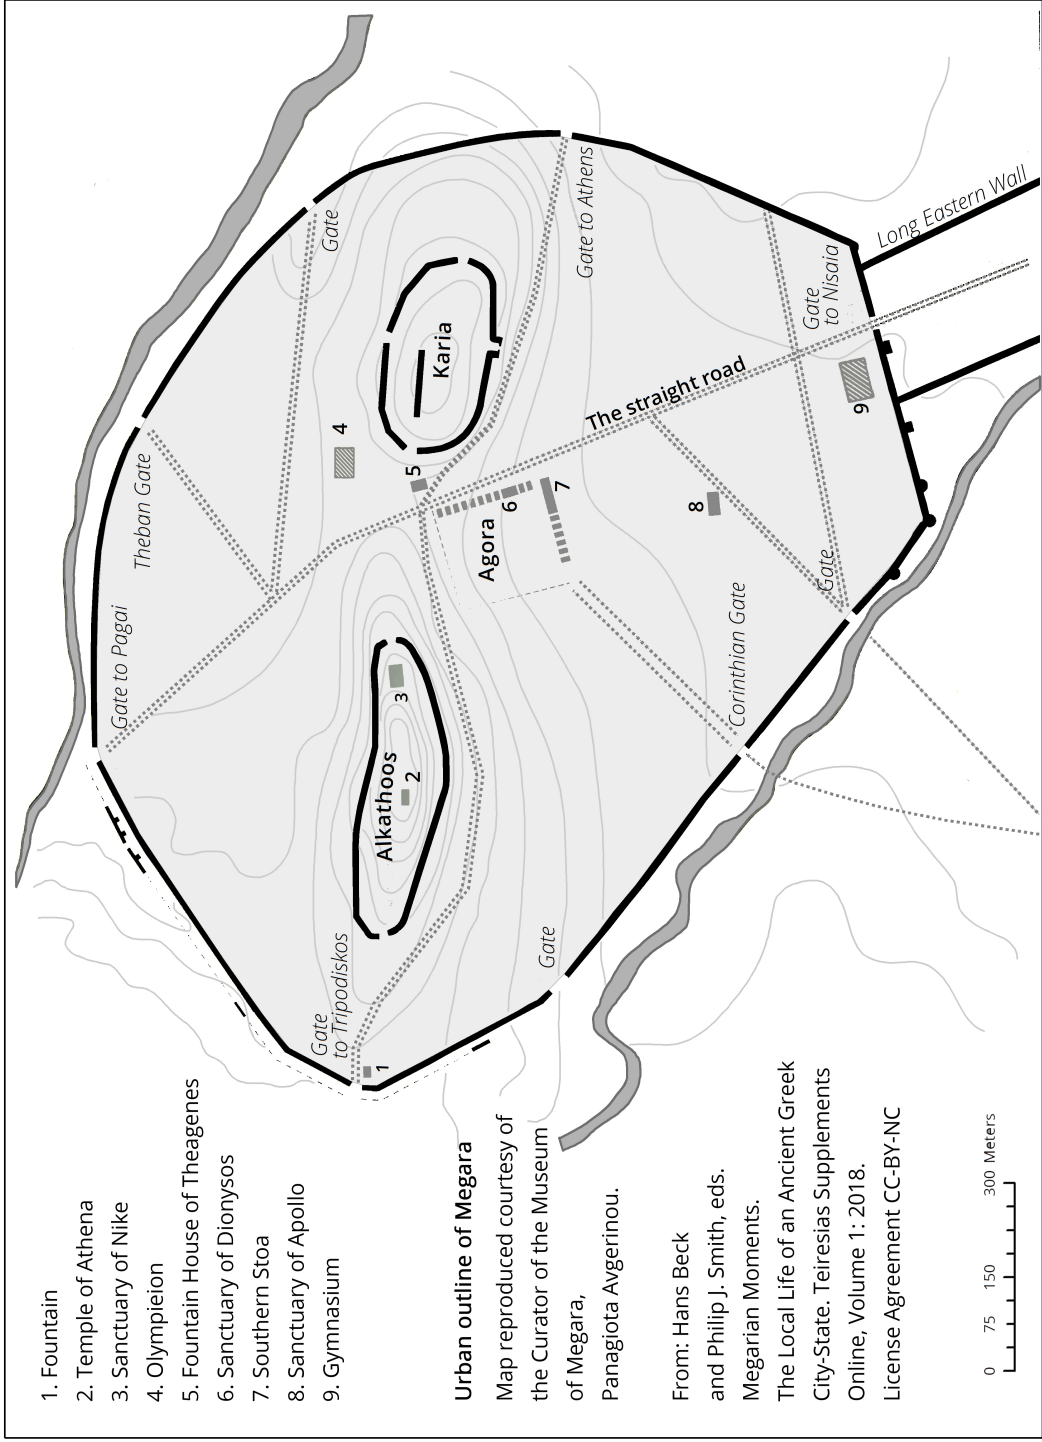 1. Fountain
2. Temple of Athena
3. Sanctuary of Nike
4. Olympieion
5. Fountain House of Theagenes
6. Sanctuary of Dionysos
7. Southern Stoa
8. Sanctuary of Apollo
9. Gymnasium
Urban outline of Megara
Map reproduced courtesy of
the Curator of the Museum
of Megara,
Panagiota Avgerinou.
From: Hans Beck
and Philip J. Smith, eds.
Megarian Moments.
The Local Life of an Ancient Greek
City-State. Teiresias Supplements
Online, Volume 1: 2018.
License Agreement CC-BY-NC
0 75 150 300 Meters
Gate to Pagai
Theban Gate
Gate
Gate
to Tripodiskos
1
Alkathoos
2
3
4
5
Karia
Agora
6
7
Gate to Athens
Gate
The straight road
8
Corinthian Gate
Gate
Gate
to Nisaia
9
Long Eastern Wall